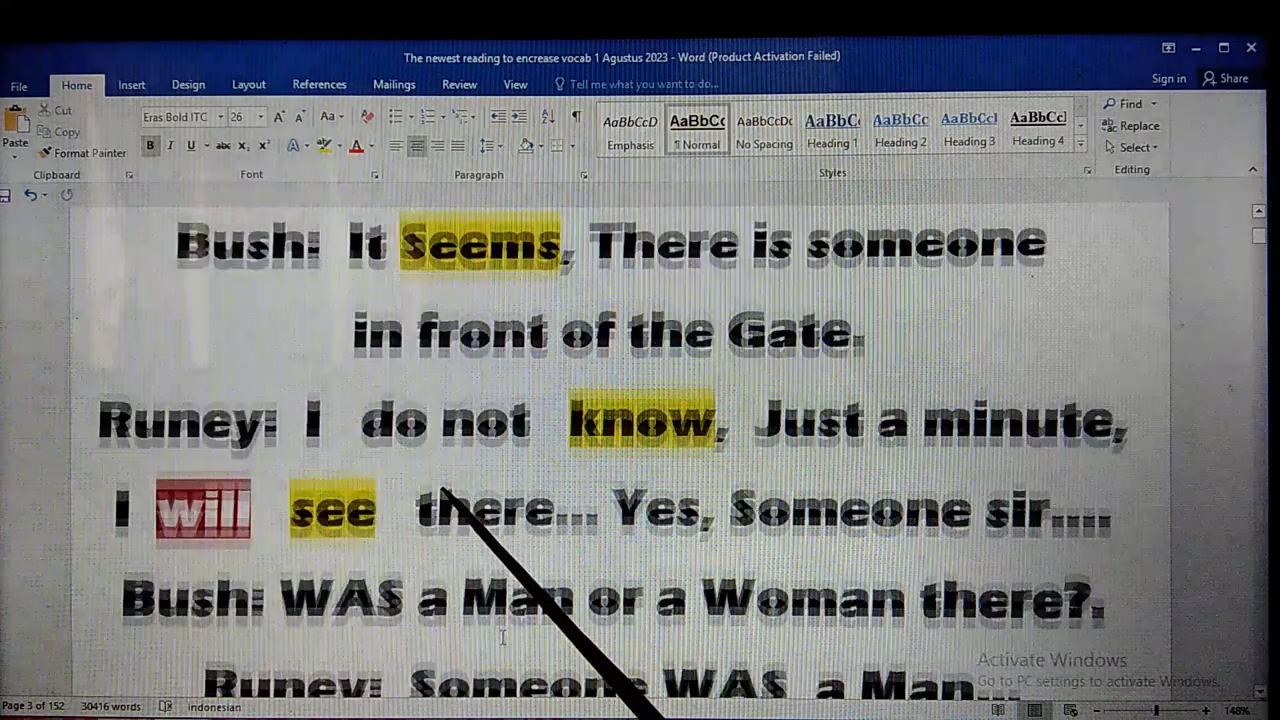 The newest reading to encrease vocab 1 Agustus 2023 - Word (Product Activation Failed)
File Home Insert Design Layout References Mailings Review View Tell me what you want to do... Sign in Share
Cut
Copy
Paste
Format Painter
Clipboard
Eras Bold ITC 26
Font
Paragraph
AaBbCcD AaBbCc AaBbCcDc AaBbC AaBbCc AaBbCcI AaBbCcI
Emphasis ¶ Normal No Spacing Heading 1 Heading 2 Heading 3 Heading 4
Styles
Find
Replace
Select
Editing
Bush: It Seems, There is someone
in front of the Gate.
Runey: I do not know, Just a minute,
I will see there... Yes, Someone sir....
Bush: WAS a Man or a Woman there?.
Runey: Someone WAS a Man...
Activate Windows
Go to PC settings to activate Windows.
Page 3 of 152 30416 words Indonesian 148%